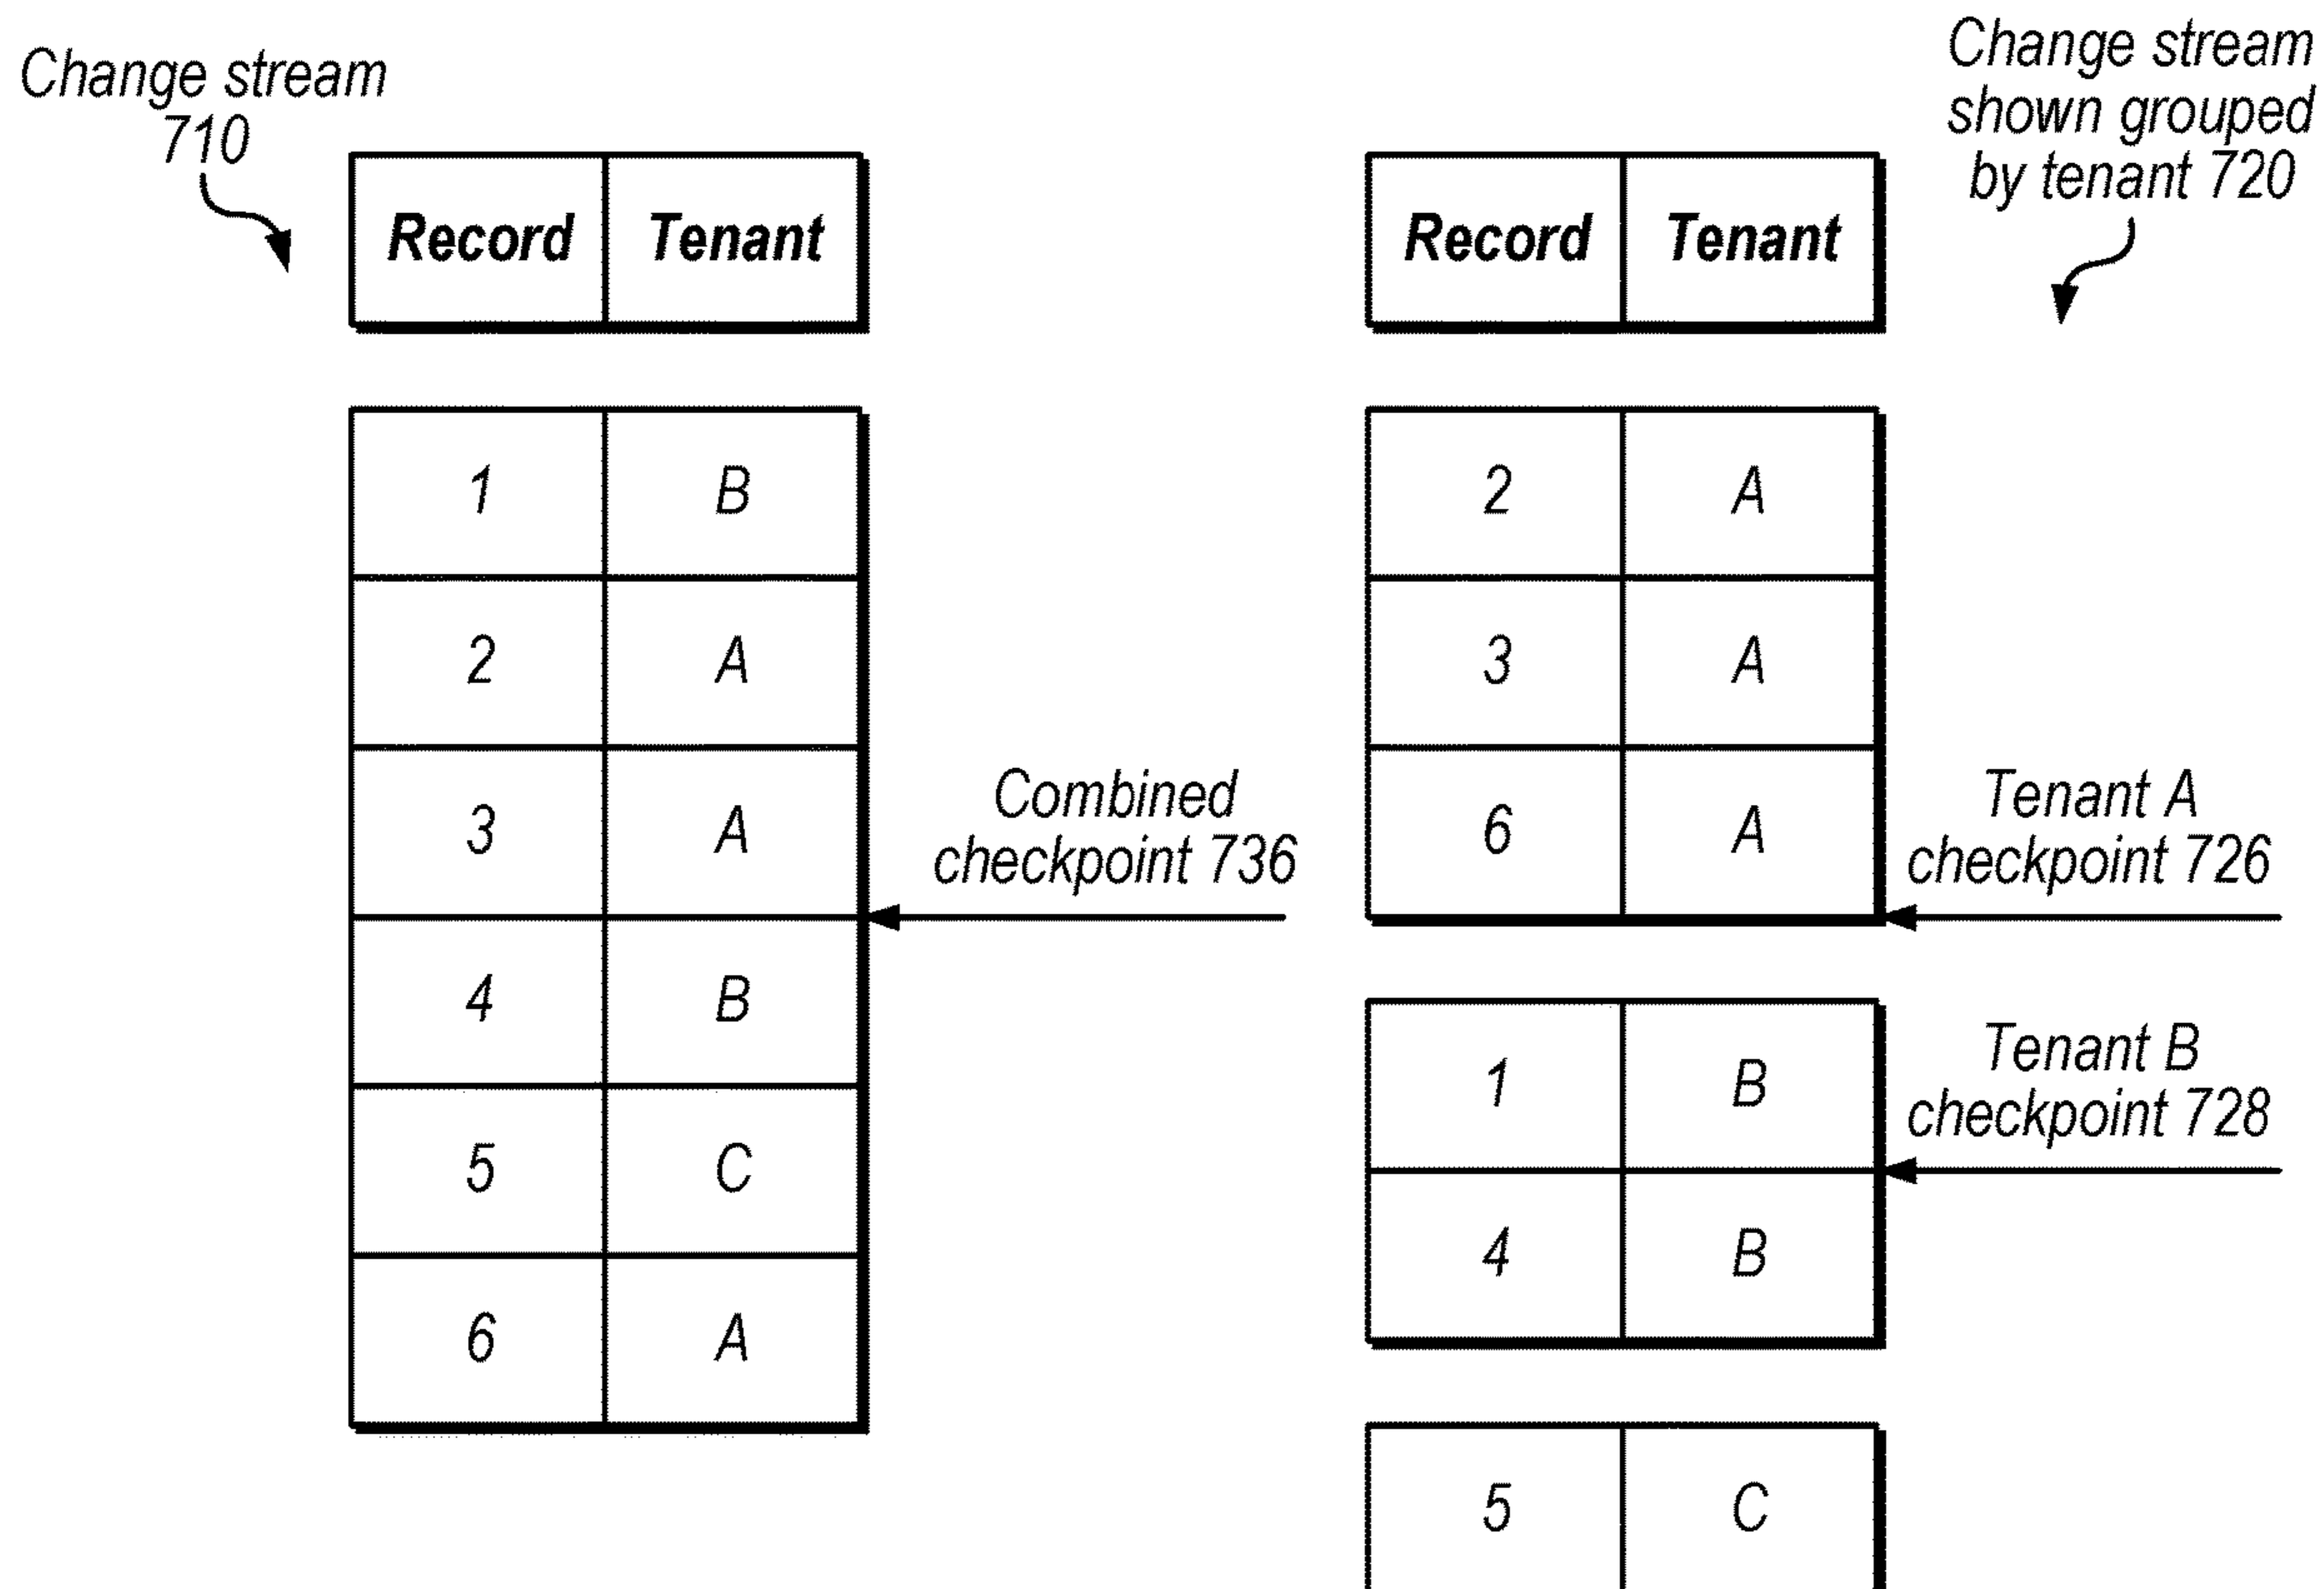 Change stream
710
Record Tenant
1 B
2 A
3 A
4 B
5 C
6 A
Combined
checkpoint 736
Change stream
shown grouped
by tenant 720
Record Tenant
2 A
3 A
6 A
Tenant A
checkpoint 726
1 B
4 B
Tenant B
checkpoint 728
5 C